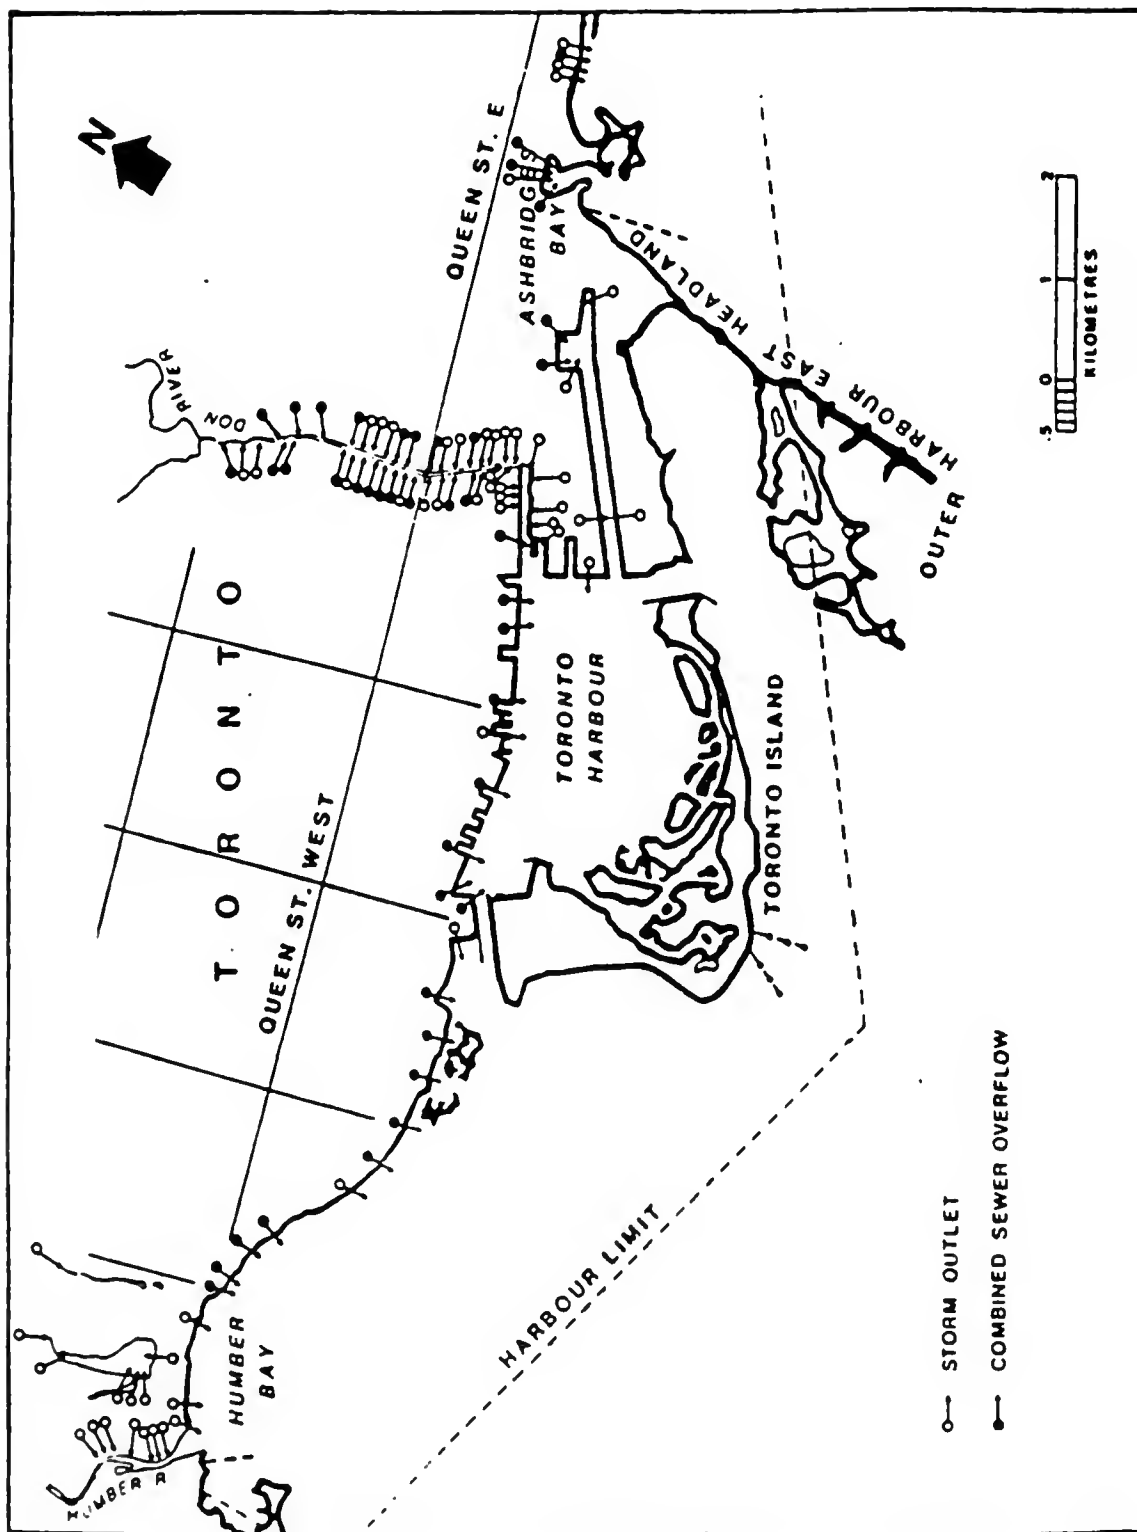 N
QUEEN ST. E
ASHBRIDGES
BAY
DON
RIVER
TORONTO
QUEEN ST. WEST
TORONTO
HARBOUR
TORONTO ISLAND
OUTER
HARBOUR EAST HEADLAND
HUMBER R
HUMBER
BAY
HARBOUR LIMIT
.5 0 1 2
KILOMETRES
STORM OUTLET
COMBINED SEWER OVERFLOW